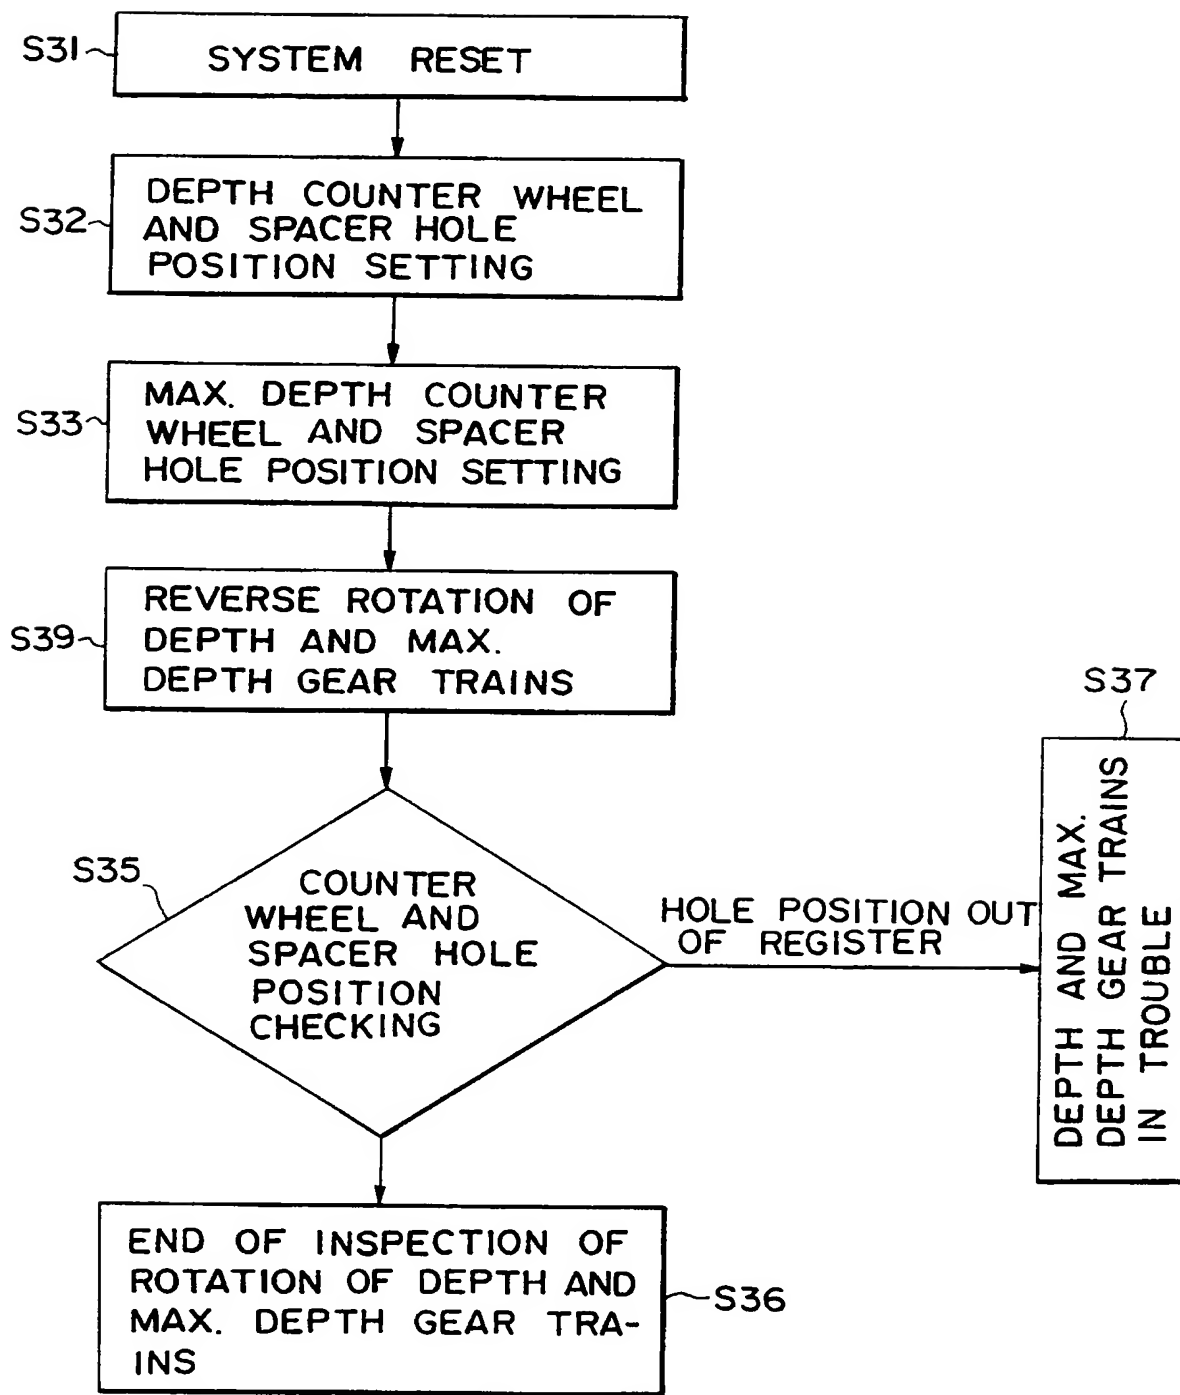 S31
SYSTEM RESET
S32
DEPTH COUNTER WHEEL
AND SPACER HOLE
POSITION SETTING
S33
MAX. DEPTH COUNTER
WHEEL AND SPACER
HOLE POSITION SETTING
S39
REVERSE ROTATION OF
DEPTH AND MAX.
DEPTH GEAR TRAINS
S35
COUNTER
WHEEL AND
SPACER HOLE
POSITION
CHECKING
HOLE POSITION OUT
OF REGISTER
S37
DEPTH AND MAX.
DEPTH GEAR TRAINS
IN TROUBLE
END OF INSPECTION OF
ROTATION OF DEPTH AND
MAX. DEPTH GEAR TRA-
INS
S36